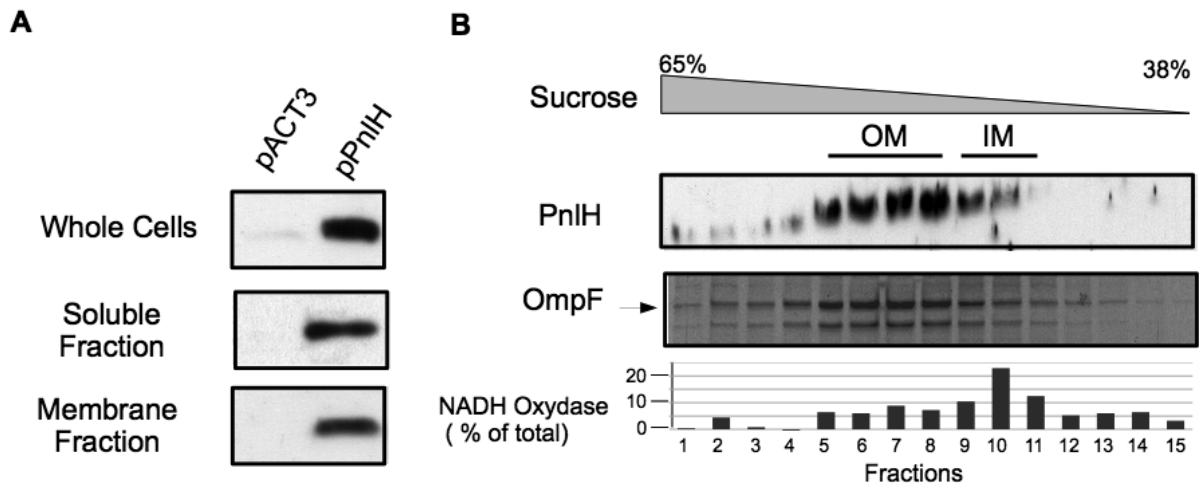 A
pACT3
pPnlH
Whole Cells
Soluble
Fraction
Membrane
Fraction
B
65%
38%
Sucrose
OM
IM
PnlH
OmpF
20
10
0
NADH Oxydase
( % of total)
1 2 3 4 5 6 7 8 9 10 11 12 13 14 15
Fractions